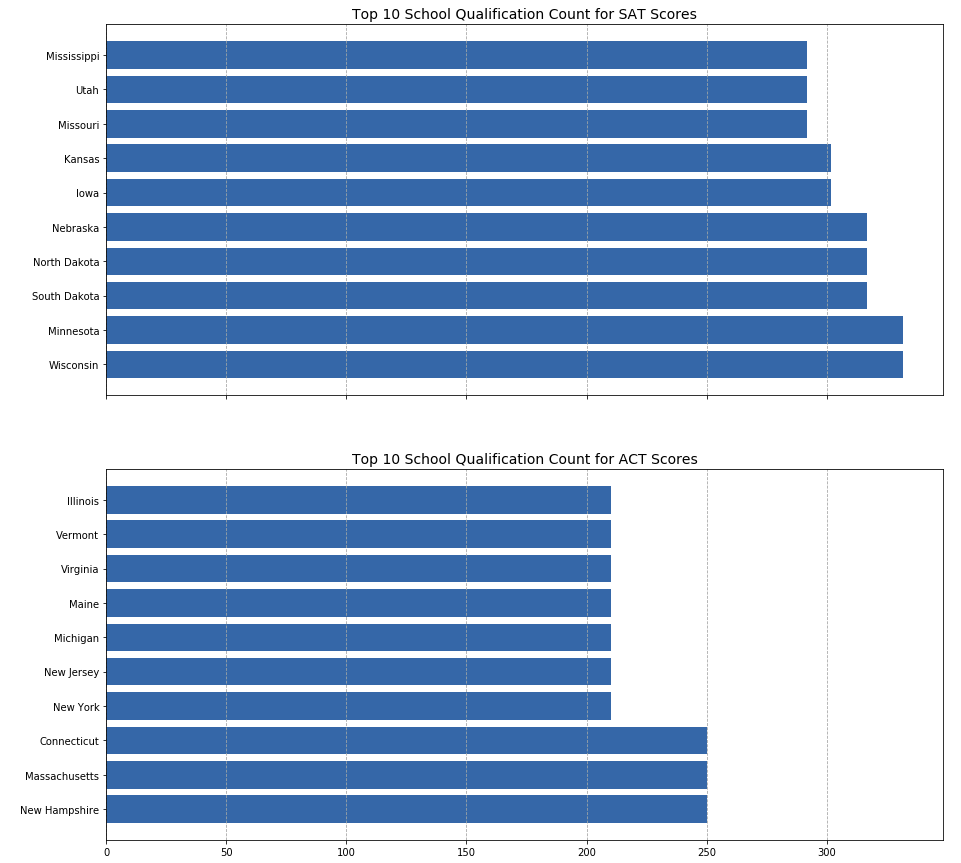 Top 10 School Qualification Count for SAT Scores
Mississippi
Utah
Missouri
Kansas
Iowa
Nebraska
North Dakota
South Dakota
Minnesota
Wisconsin
Top 10 School Qualification Count for ACT Scores
Illinois
Vermont
Virginia
Maine
Michigan
New Jersey
New York
Connecticut
Massachusetts
New Hampshire
0 50 100 150 200 250 300